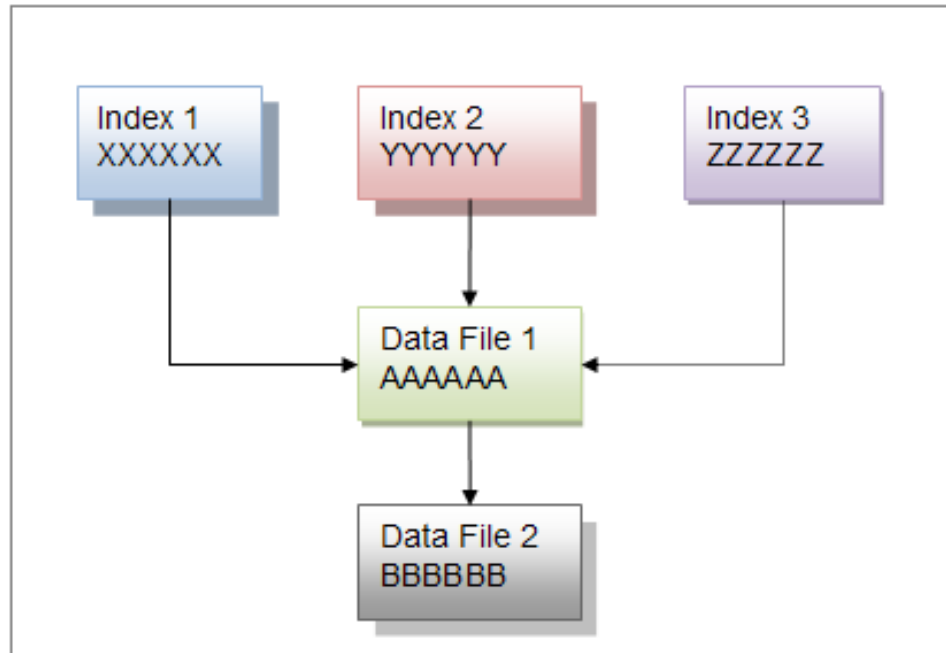 Index 1
XXXXXX
Index 2
YYYYYY
Index 3
ZZZZZZ
Data File 1
AAAAAA
Data File 2
BBBBBB